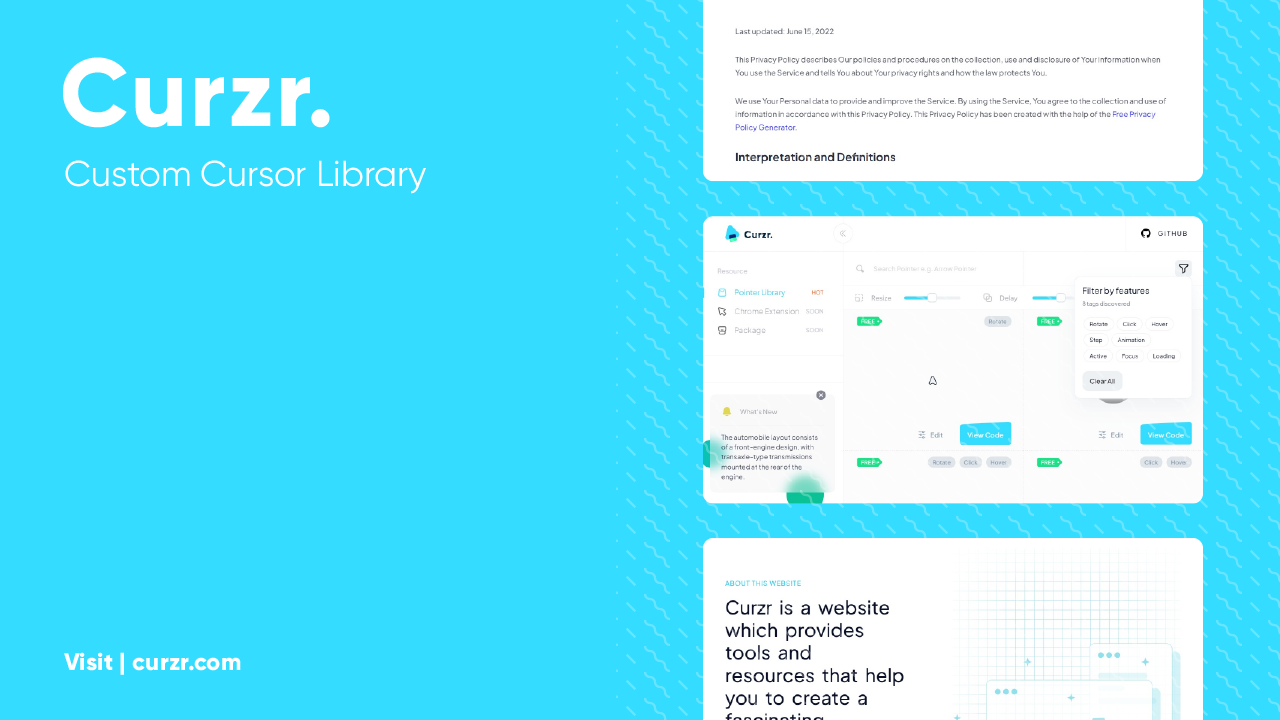 Curzr.
Custom Cursor Library
Visit | curzr.com
Last updated: June 15, 2022
This Privacy Policy describes Our policies and procedures on the collection, use and disclosure of Your information when
You use the Service and tells You about Your privacy rights and how the law protects You.
We use Your Personal data to provide and improve the Service. By using the Service, You agree to the collection and use of
information in accordance with this Privacy Policy. This Privacy Policy has been created with the help of the Free Privacy
Policy Generator.
Interpretation and Definitions
Curzr.
GITHUB
Resource
Pointer Library HOT
Chrome Extension SOON
Package SOON
What's New
The automobile layout consists
of a front-engine design, with
transaxle-type transmissions
mounted at the rear of the
engine.
Search Pointer e.g. Acme Pointer
Resize
Delay
FREE
Rotate
FREE
Filter by features
8 tags discovered
Rotate Click Hover
Step Animation
Active Focus Loading
Clear All
Edit View Code
Edit View Code
FREE Rotate Click Hover
FREE Click Hover
ABOUT THIS WEBSITE
Curzr is a website
which provides
tools and
resources that help
you to create a
fascinating